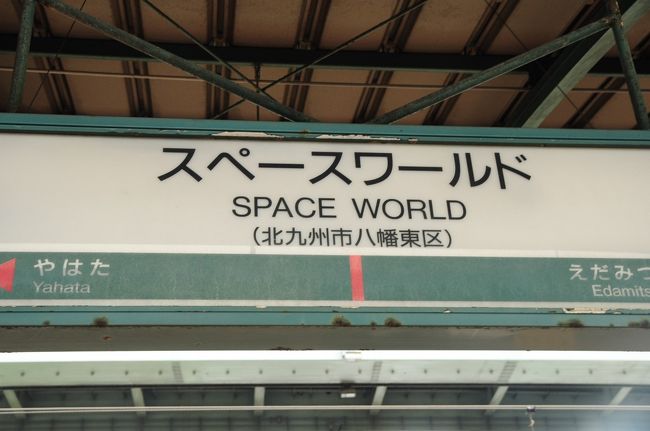 スペースワールド
SPACE WORLD
(北九州市八幡東区)
やはた
Yahata
えだみつ
Edamits